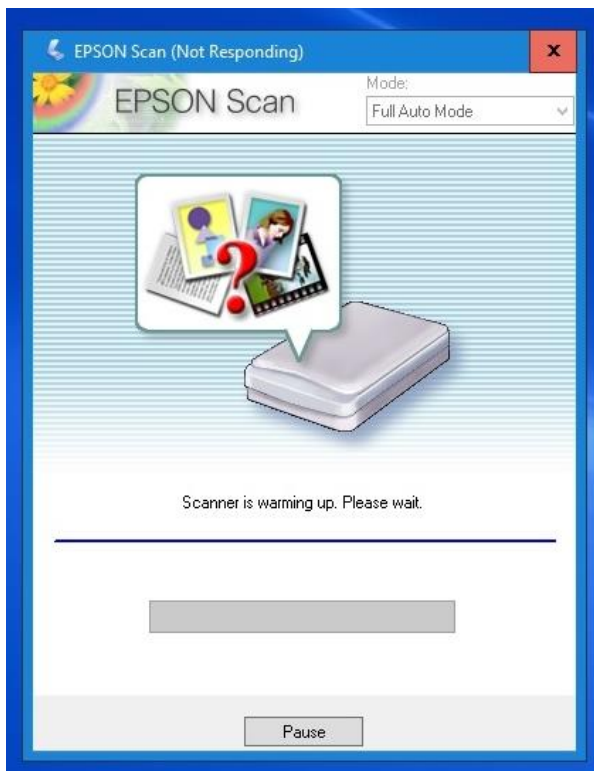 EPSON Scan (Not Responding)
x
EPSON Scan
Mode:
Full Auto Mode
Scanner is warming up. Please wait.
Pause